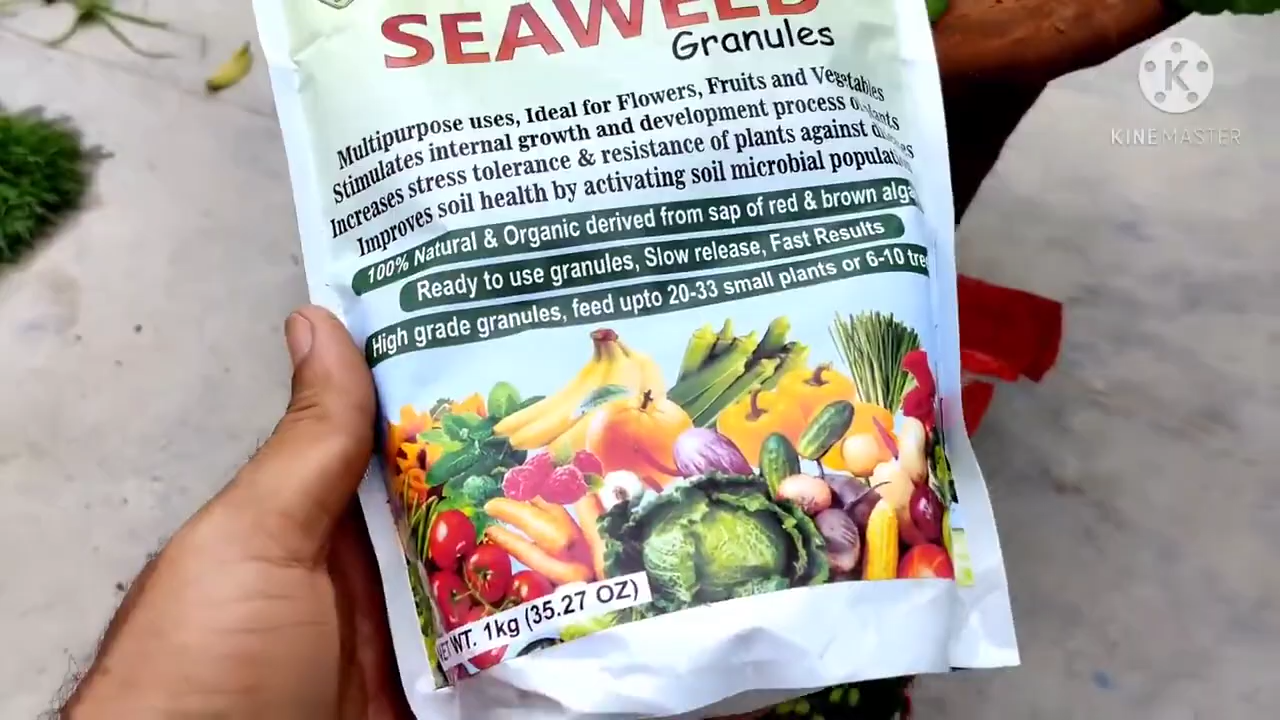 SEAWEED
Granules
Multipurpose uses, Ideal for Flowers, Fruits and Vegetables
Stimulates internal growth and development process of plants
Increases stress tolerance & resistance of plants against
Improves soil health by activating soil microbial
100% Natural & Organic derived from sap of red & brown
Ready to use granules, Slow release, Fast Results
High grade granules, feed upto 20-33 small plants or 6-10
NET WT. 1kg (35.27 OZ)
K
KINEMASTER